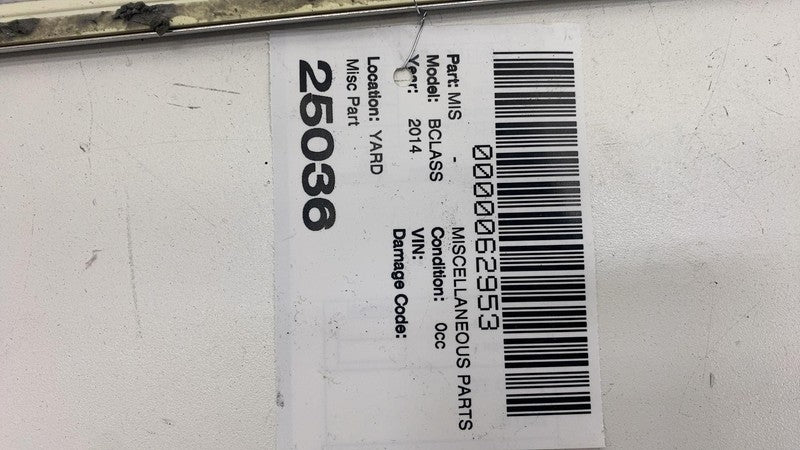 0000062953
Part: MIS - MISCELLANEOUS PARTS
Model: BCLASS Condition: 0cc
Year: 2014 VIN:
Damage Code:
Location: YARD
Misc Part
25036